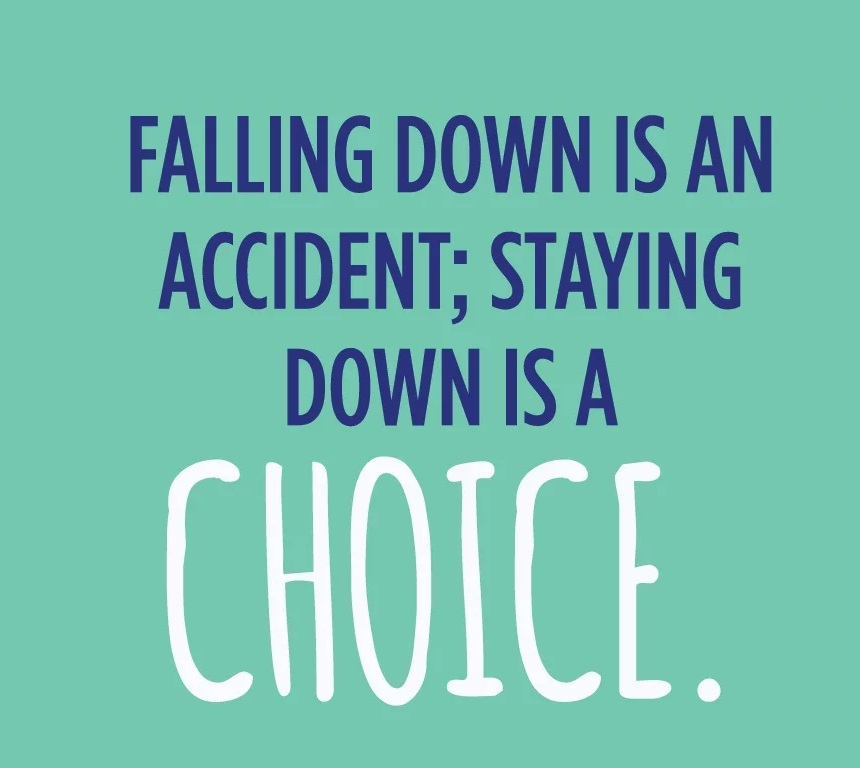 FALLING DOWN IS AN
ACCIDENT; STAYING
DOWN IS A
CHOICE.